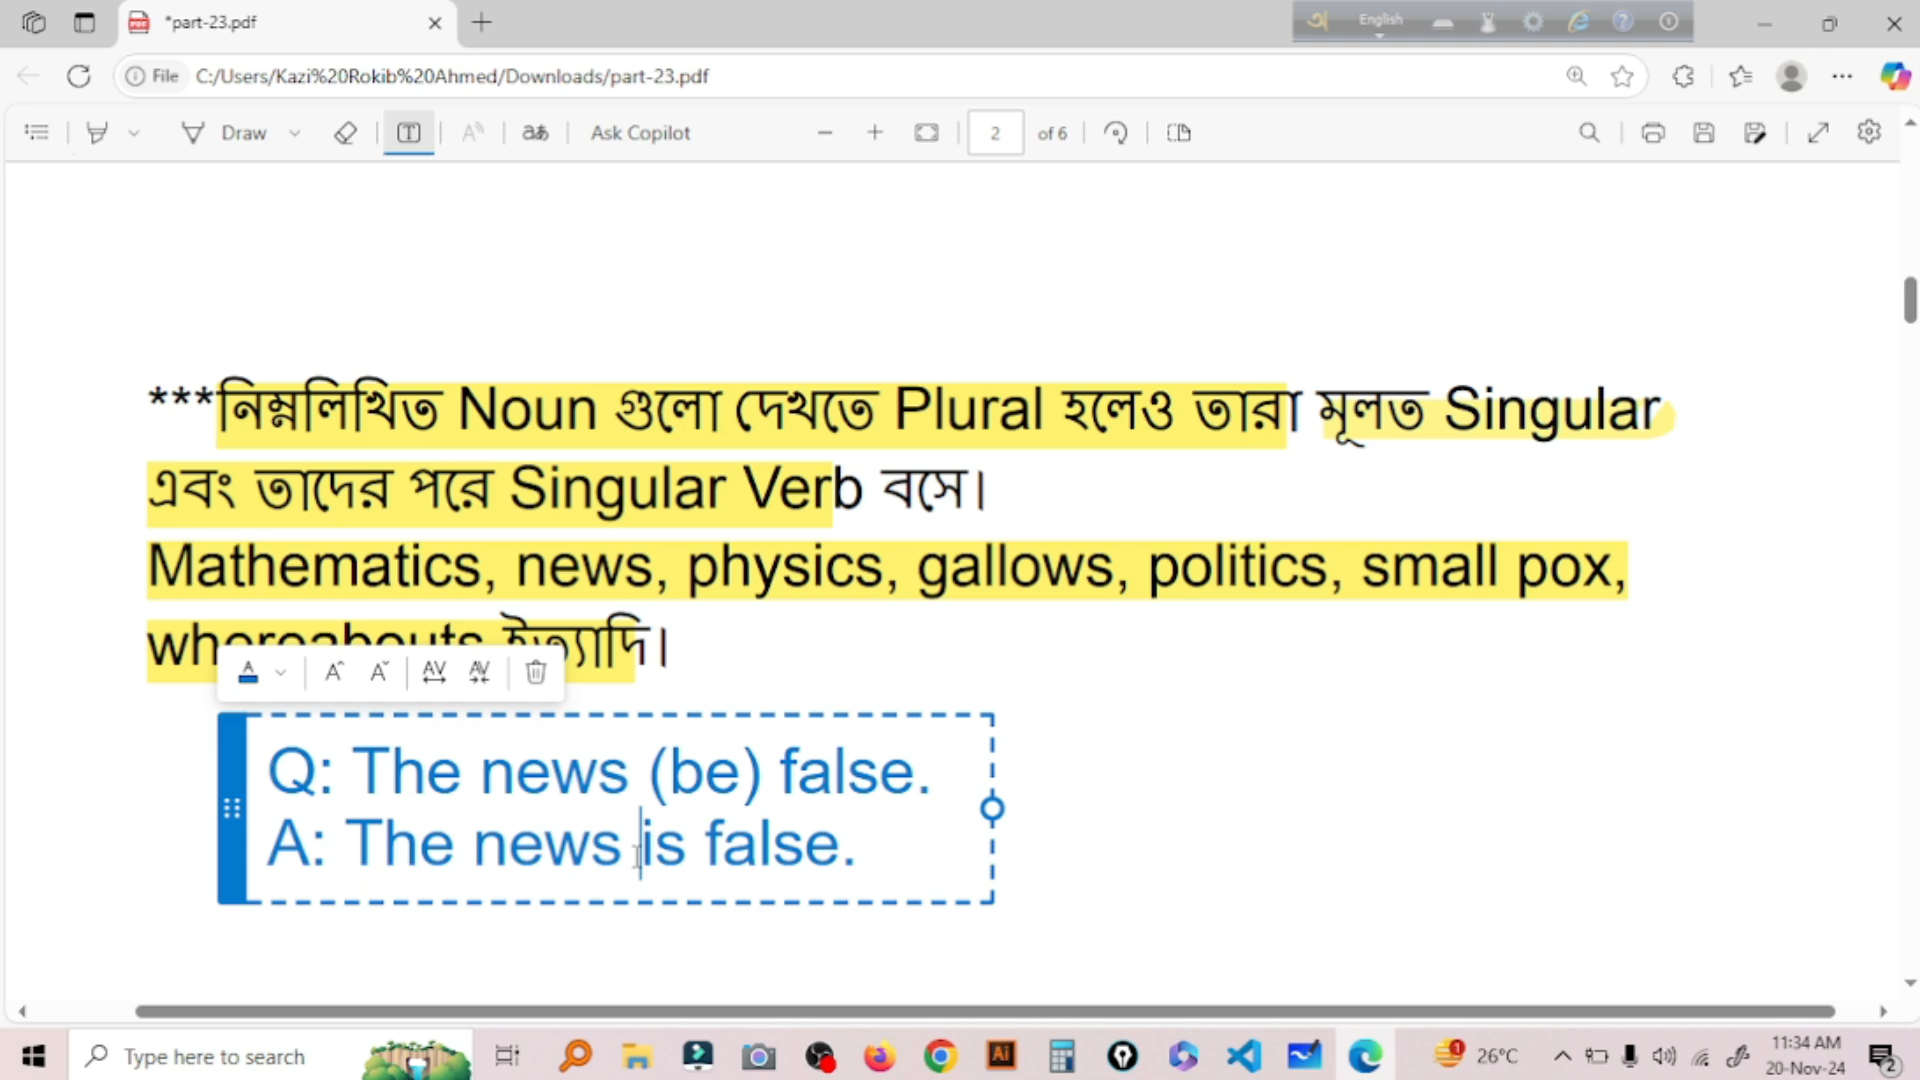 *part-23.pdf
English
File C:/Users/Kazi%20Rokib%20Ahmed/Downloads/part-23.pdf
Draw Ask Copilot 2 of 6
***নিম্নলিখিত Noun গুলো দেখতে Plural হলেও তারা মূলত Singular
এবং তাদের পরে Singular Verb বসে।
Mathematics, news, physics, gallows, politics, small pox,
whereabouts ইত্যাদি।
Q: The news (be) false.
A: The news is false.
Type here to search
26°C
11:34 AM
20-Nov-24